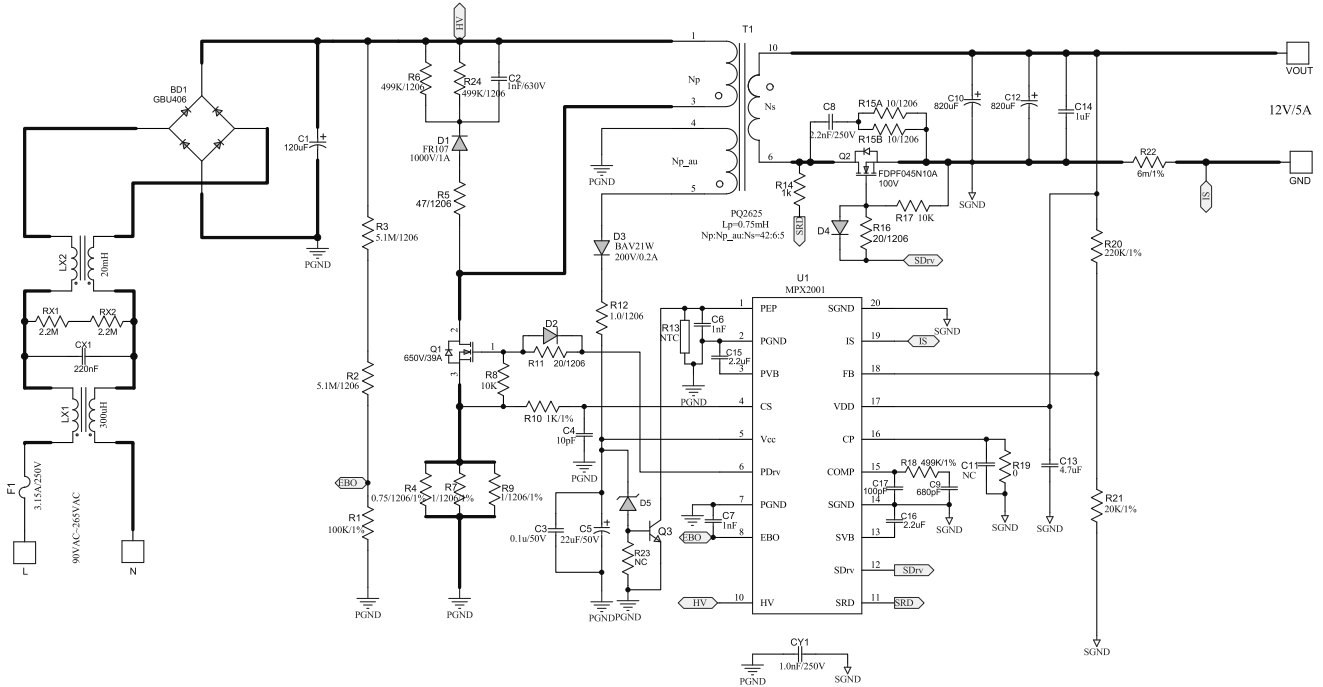 HV
T1
1
10
VOUT
BD1
GBU406
R6
499K/1206
R24
499K/1206
C2
1nF/630V
Np
Ns
3
C10
820uF
C12
820uF
C14
1uF
12V/5A
C8
2.2nF/250V
R15A 10/1206
R15B 10/1206
C1
120uF
D1
FR107
1000V/1A
4
Np_au
5
6
PGND
Q2
FDPF045N10A
100V
R22
6m/1%
GND
IS
SGND
R5
47/1206
R14
1k
SRD
R17 10K
D4
R16
20/1206
SDrv
PQ2625
Lp=0.75mH
Np:Np_au:Ns=42:6:5
R3
5.1M/1206
PGND
D3
BAV21W
200V/0.2A
R20
220K/1%
LX2
20mH
RX1
2.2M
RX2
2.2M
CX1
220nF
LX1
300uH
U1
MPX2001
R12
1.0/1206
R13
NTC
C6
1nF
C15
2.2uF
PGND
1 PEP
2 PGND
3 PVB
4 CS
5 Vcc
6 PDrv
7 PGND
8 EBO
10 HV
SGND 20
IS 19
FB 18
VDD 17
CP 16
COMP 15
SGND 14
SVB 13
SDrv 12
SRD 11
SGND
IS
Q1
650V/39A
2
1
3
D2
R11 20/1206
R8
10K
R2
5.1M/1206
R10 1K/1%
C4
10pF
PGND
F1
3.15A/250V
90VAC~265VAC
L
N
EBO
R1
100K/1%
R4
0.75/1206/1%
R7
1/1206/1%
R9
1/1206/1%
C3
0.1u/50V
C5
22uF/50V
D5
R23
NC
Q3
C7
1nF
EBO
HV
R18 499K/1%
C17
100pF
C9
680pF
C16
2.2uF
C11
NC
R19
0
C13
4.7uF
R21
20K/1%
SGND
SGND
SGND
SDrv
SRD
PGND
PGND
PGND
PGND
SGND
CY1
1.0nF/250V
PGND
SGND